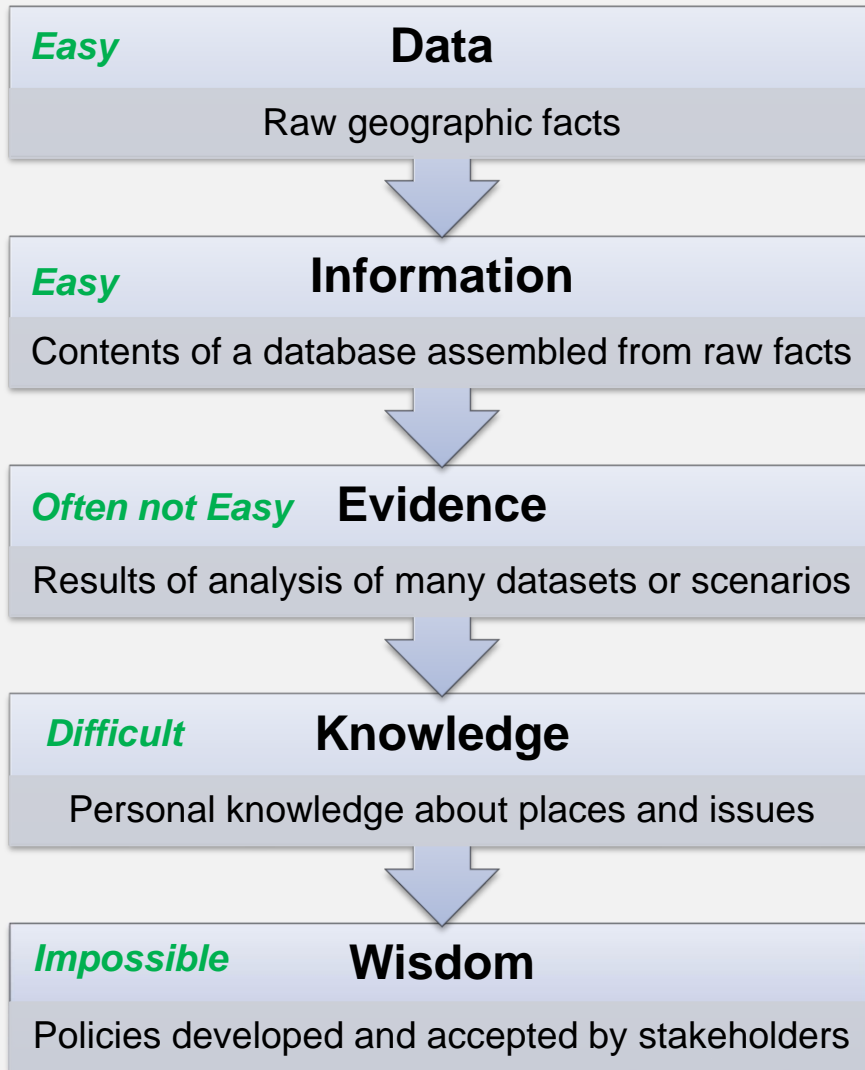 Easy Data
Raw geographic facts
Easy Information
Contents of a database assembled from raw facts
Often not Easy Evidence
Results of analysis of many datasets or scenarios
Difficult Knowledge
Personal knowledge about places and issues
Impossible Wisdom
Policies developed and accepted by stakeholders